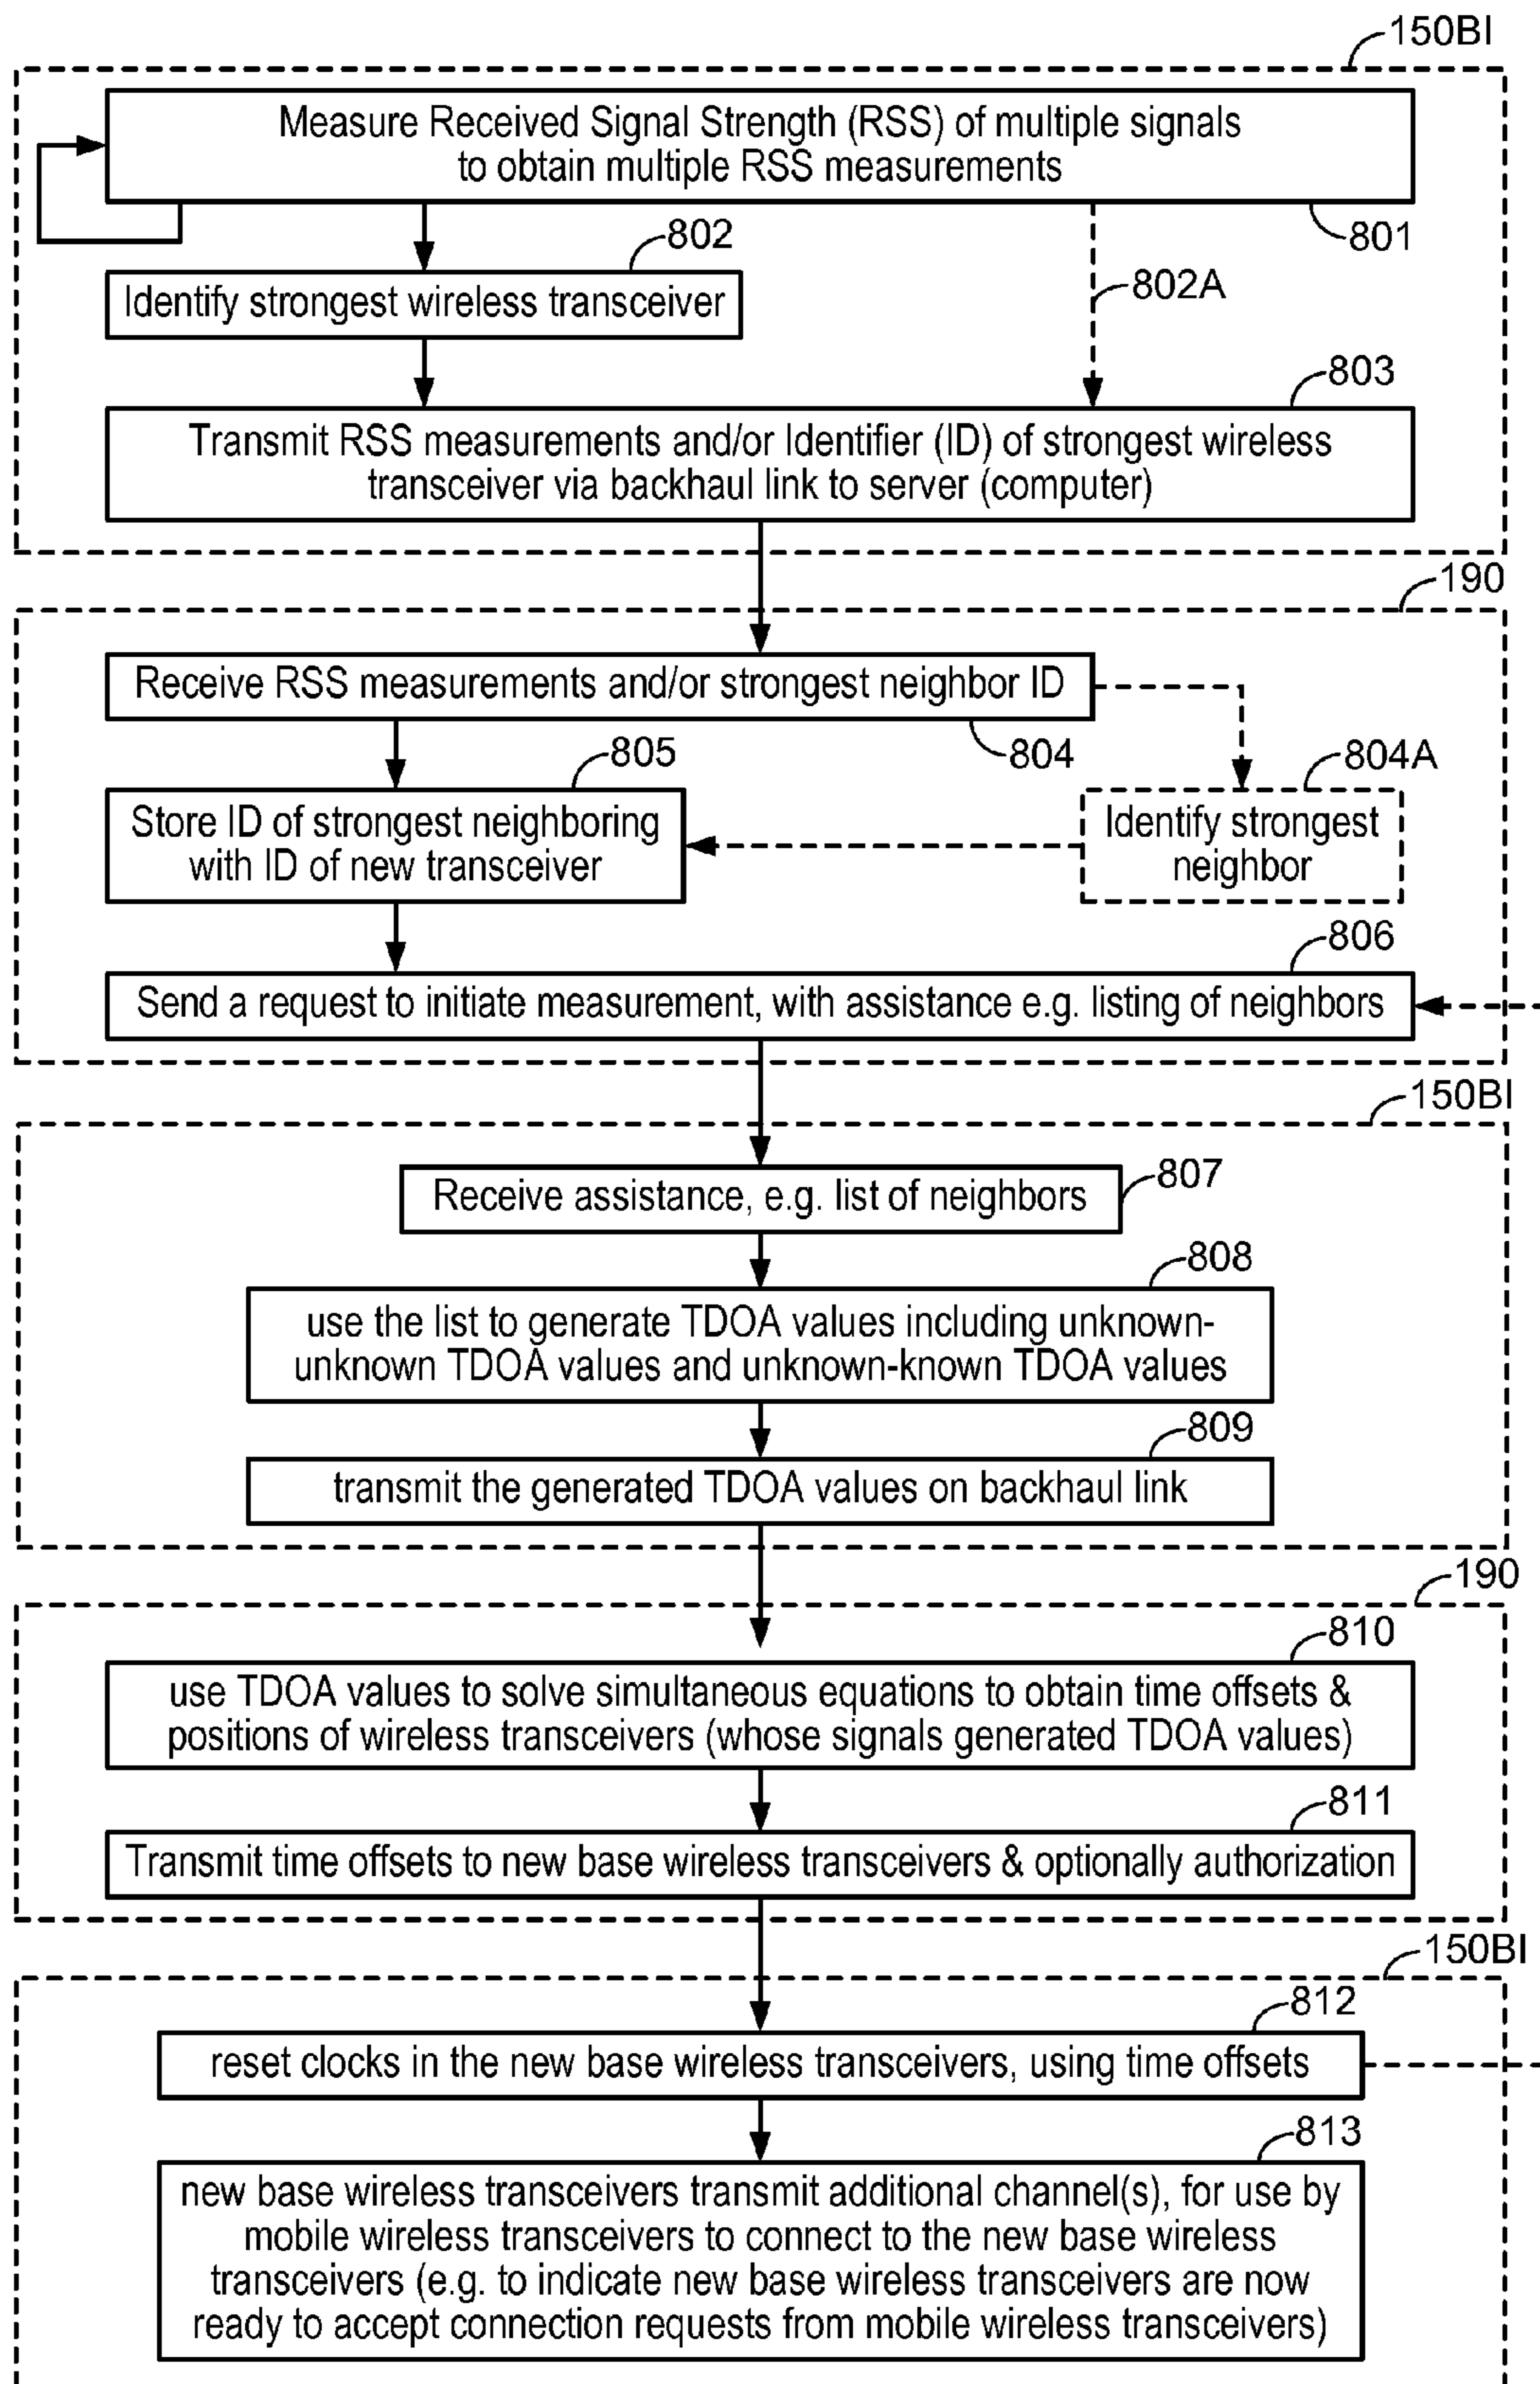 150BI
Measure Received Signal Strength (RSS) of multiple signals
to obtain multiple RSS measurements
801
802
802A
Identify strongest wireless transceiver
803
Transmit RSS measurements and/or Identifier (ID) of strongest wireless
transceiver via backhaul link to server (computer)
190
Receive RSS measurements and/or strongest neighbor ID
804
805
804A
Store ID of strongest neighboring
with ID of new transceiver
Identify strongest
neighbor
806
Send a request to initiate measurement, with assistance e.g. listing of neighbors
150BI
807
Receive assistance, e.g. list of neighbors
808
use the list to generate TDOA values including unknown-
unknown TDOA values and unknown-known TDOA values
809
transmit the generated TDOA values on backhaul link
190
810
use TDOA values to solve simultaneous equations to obtain time offsets &
positions of wireless transceivers (whose signals generated TDOA values)
811
Transmit time offsets to new base wireless transceivers & optionally authorization
150BI
812
reset clocks in the new base wireless transceivers, using time offsets
813
new base wireless transceivers transmit additional channel(s), for use by
mobile wireless transceivers to connect to the new base wireless
transceivers (e.g. to indicate new base wireless transceivers are now
ready to accept connection requests from mobile wireless transceivers)